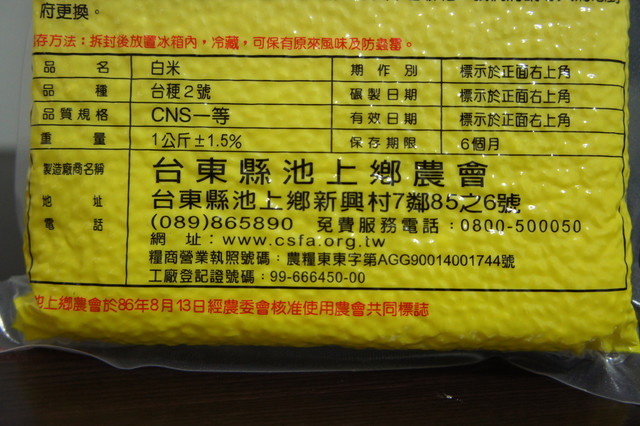 府更換。
存方法：拆封後放置冰箱內，冷藏，可保有原來風味及防蟲霉。
品名 白米 期作別 標示於正面右上角
品種 台稉2號 碾製日期 標示於正面右上角
品質規格 CNS一等 有效日期 標示於正面右上角
重量 1公斤±1.5% 保存期限 6個月
製造廠商名稱 台東縣池上鄉農會
地址 台東縣池上鄉新興村7鄰85之6號
電話 (089)865890 免費服務電話：0800-500050
網址：www.csfa.org.tw
糧商營業執照號碼：農糧東東字第AGG90014001744號
工廠登記證號碼：99-666450-00
池上鄉農會於86年8月13日經農委會核准使用農會共同標誌